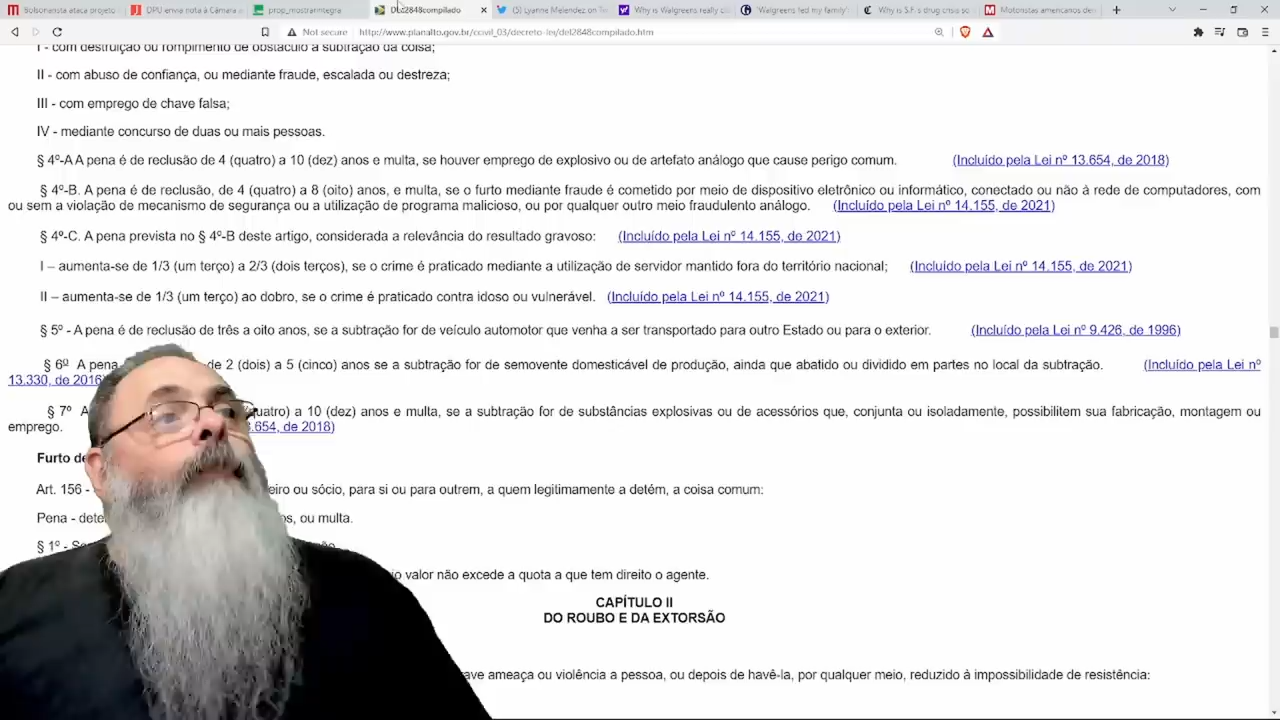 Bolsonarista ataca projeto
DPU envia nota à Câmara a
prop_mostrarintegra
Del2848compilado
(5) Lyanne Melendez on Tw
Why is Walgreens really cl
'Walgreens fed my family'
Why is S.F.'s drug crisis so
Motoristas americanos des
Not secure
http://www.planalto.gov.br/ccivil_03/decreto-lei/del2848compilado.htm
I - com destruição ou rompimento de obstáculo à subtração da coisa;
II - com abuso de confiança, ou mediante fraude, escalada ou destreza;
III - com emprego de chave falsa;
IV - mediante concurso de duas ou mais pessoas.
§ 4º-A A pena é de reclusão de 4 (quatro) a 10 (dez) anos e multa, se houver emprego de explosivo ou de artefato análogo que cause perigo comum. (Incluído pela Lei nº 13.654, de 2018)
§ 4º-B. A pena é de reclusão, de 4 (quatro) a 8 (oito) anos, e multa, se o furto mediante fraude é cometido por meio de dispositivo eletrônico ou informático, conectado ou não à rede de computadores, com
ou sem a violação de mecanismo de segurança ou a utilização de programa malicioso, ou por qualquer outro meio fraudulento análogo. (Incluído pela Lei nº 14.155, de 2021)
§ 4º-C. A pena prevista no § 4º-B deste artigo, considerada a relevância do resultado gravoso: (Incluído pela Lei nº 14.155, de 2021)
I – aumenta-se de 1/3 (um terço) a 2/3 (dois terços), se o crime é praticado mediante a utilização de servidor mantido fora do território nacional; (Incluído pela Lei nº 14.155, de 2021)
II – aumenta-se de 1/3 (um terço) ao dobro, se o crime é praticado contra idoso ou vulnerável. (Incluído pela Lei nº 14.155, de 2021)
§ 5º - A pena é de reclusão de três a oito anos, se a subtração for de veículo automotor que venha a ser transportado para outro Estado ou para o exterior. (Incluído pela Lei nº 9.426, de 1996)
§ 6º A pena de 2 (dois) a 5 (cinco) anos se a subtração for de semovente domesticável de produção, ainda que abatido ou dividido em partes no local da subtração. (Incluído pela Lei nº
13.330, de 2016)
§ 7º A (quatro) a 10 (dez) anos e multa, se a subtração for de substâncias explosivas ou de acessórios que, conjunta ou isoladamente, possibilitem sua fabricação, montagem ou
emprego. .654, de 2018)
Furto de
Art. 156 - eiro ou sócio, para si ou para outrem, a quem legitimamente a detém, a coisa comum:
Pena - dete os, ou multa.
§ 1º - So
valor não excede a quota a que tem direito o agente.
CAPÍTULO II
DO ROUBO E DA EXTORSÃO
ave ameaça ou violência a pessoa, ou depois de havê-la, por qualquer meio, reduzido à impossibilidade de resistência: